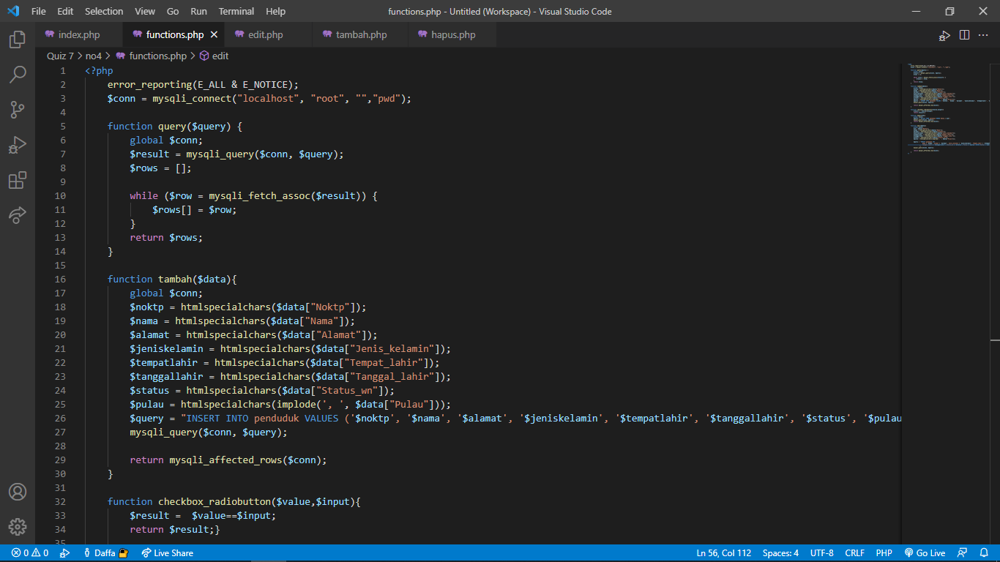 File Edit Selection View Go Run Terminal Help functions.php - Untitled (Workspace) - Visual Studio Code
index.php functions.php edit.php tambah.php hapus.php
Quiz 7 > no4 > functions.php > edit
1 <?php
2 error_reporting(E_ALL & E_NOTICE);
3 $conn = mysqli_connect("localhost", "root", "","pwd");
4
5 function query($query) {
6 global $conn;
7 $result = mysqli_query($conn, $query);
8 $rows = [];
9
10 while ($row = mysqli_fetch_assoc($result)) {
11 $rows[] = $row;
12 }
13 return $rows;
14 }
15
16 function tambah($data){
17 global $conn;
18 $noktp = htmlspecialchars($data["Noktp"]);
19 $nama = htmlspecialchars($data["Nama"]);
20 $alamat = htmlspecialchars($data["Alamat"]);
21 $jeniskelamin = htmlspecialchars($data["Jenis_kelamin"]);
22 $tempatlahir = htmlspecialchars($data["Tempat_lahir"]);
23 $tanggallahir = htmlspecialchars($data["Tanggal_lahir"]);
24 $status = htmlspecialchars($data["Status_wn"]);
25 $pulau = htmlspecialchars(implode(', ', $data["Pulau"]));
26 $query = "INSERT INTO penduduk VALUES ('$noktp', '$nama', '$alamat', '$jeniskelamin', '$tempatlahir', '$tanggallahir', '$status', '$pulau
27 mysqli_query($conn, $query);
28
29 return mysqli_affected_rows($conn);
30 }
31
32 function checkbox_radiobutton($value,$input){
33 $result =  $value==$input;
34 return $result;}
35
0 0 Daffa Live Share Ln 56, Col 112 Spaces: 4 UTF-8 CRLF PHP Go Live